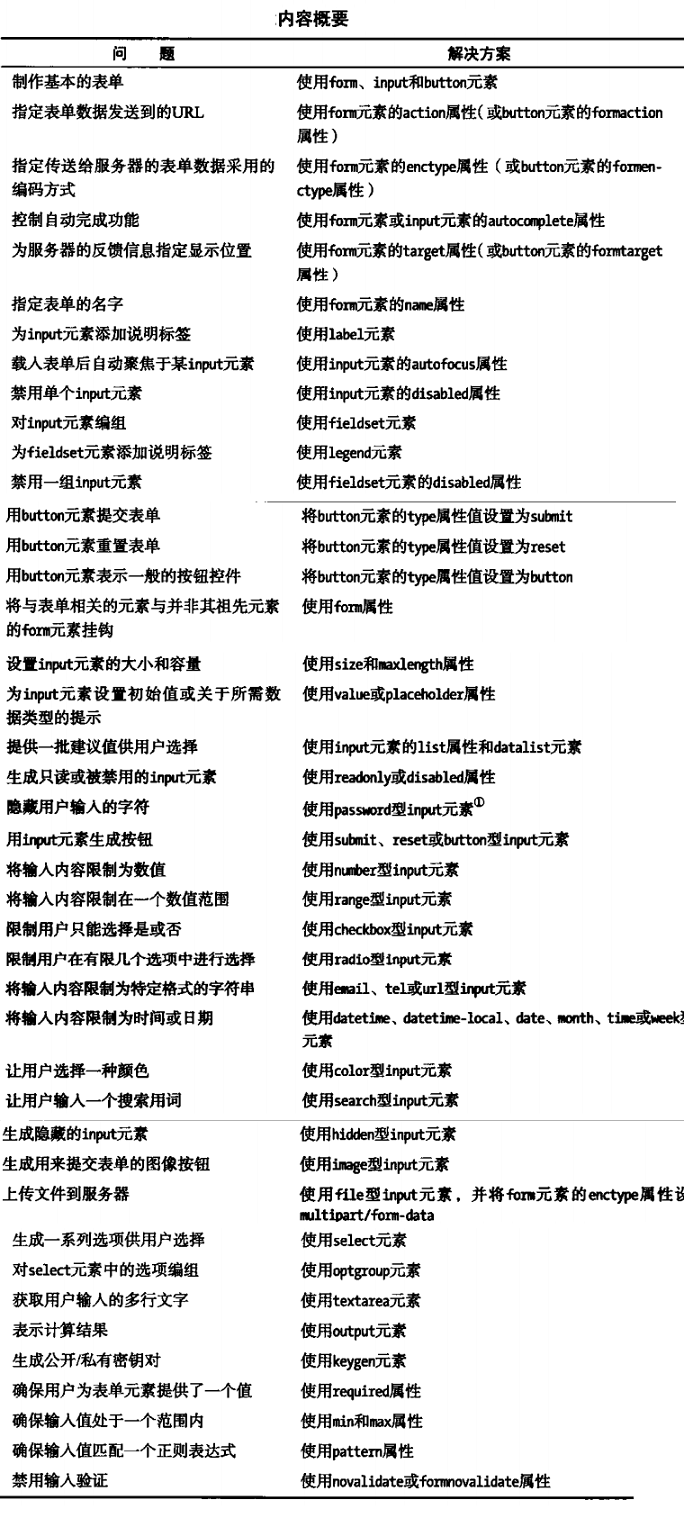 内容概要
问 题 解决方案
制作基本的表单 使用form、input和button元素
指定表单数据发送到的URL 使用form元素的action属性(或button元素的formaction
属性)
指定传送给服务器的表单数据采用的 使用form元素的enctype属性(或button元素的formen-
编码方式 ctype属性)
控制自动完成功能 使用form元素或input元素的autocomplete属性
为服务器的反馈信息指定显示位置 使用form元素的target属性(或button元素的formtarget
属性)
指定表单的名字 使用form元素的name属性
为input元素添加说明标签 使用label元素
载人表单后自动聚焦于某input元素 使用input元素的autofocus属性
禁用单个input元素 使用input元素的disabled属性
对input元素编组 使用fieldset元素
为fieldset元素添加说明标签 使用legend元素
禁用一组input元素 使用fieldset元素的disabled属性
用button元素提交表单 将button元素的type属性值设置为submit
用button元素重置表单 将button元素的type属性值设置为reset
用button元素表示一般的按钮控件 将button元素的type属性值设置为button
将与表单相关的元素与并非其祖先元素 使用form属性
的form元素挂钩
设置input元素的大小和容量 使用size和maxlength属性
为input元素设置初始值或关于所需数 使用value或placeholder属性
据类型的提示
提供一批建议值供用户选择 使用input元素的list属性和datalist元素
生成只读或被禁用的input元素 使用readonly或disabled属性
隐藏用户输入的字符 使用password型input元素①
用input元素生成按钮 使用submit、reset或button型input元素
将输入内容限制为数值 使用number型input元素
将输入内容限制在一个数值范围 使用range型input元素
限制用户只能选择是或否 使用checkbox型input元素
限制用户在有限几个选项中进行选择 使用radio型input元素
将输入内容限制为特定格式的字符串 使用email、tel或url型input元素
将输入内容限制为时间或日期 使用datetime、datetime-local、date、month、time或week型
元素
让用户选择一种颜色 使用color型input元素
让用户输入一个搜索用词 使用search型input元素
生成隐藏的input元素 使用hidden型input元素
生成用来提交表单的图像按钮 使用image型input元素
上传文件到服务器 使用file型input元素，并将form元素的enctype属性设
multipart/form-data
生成一系列选项供用户选择 使用select元素
对select元素中的选项编组 使用optgroup元素
获取用户输入的多行文字 使用textarea元素
表示计算结果 使用output元素
生成公开/私有密钥对 使用keygen元素
确保用户为表单元素提供了一个值 使用required属性
确保输入值处于一个范围内 使用min和max属性
确保输入值匹配一个正则表达式 使用pattern属性
禁用输入验证 使用novalidate或formnovalidate属性